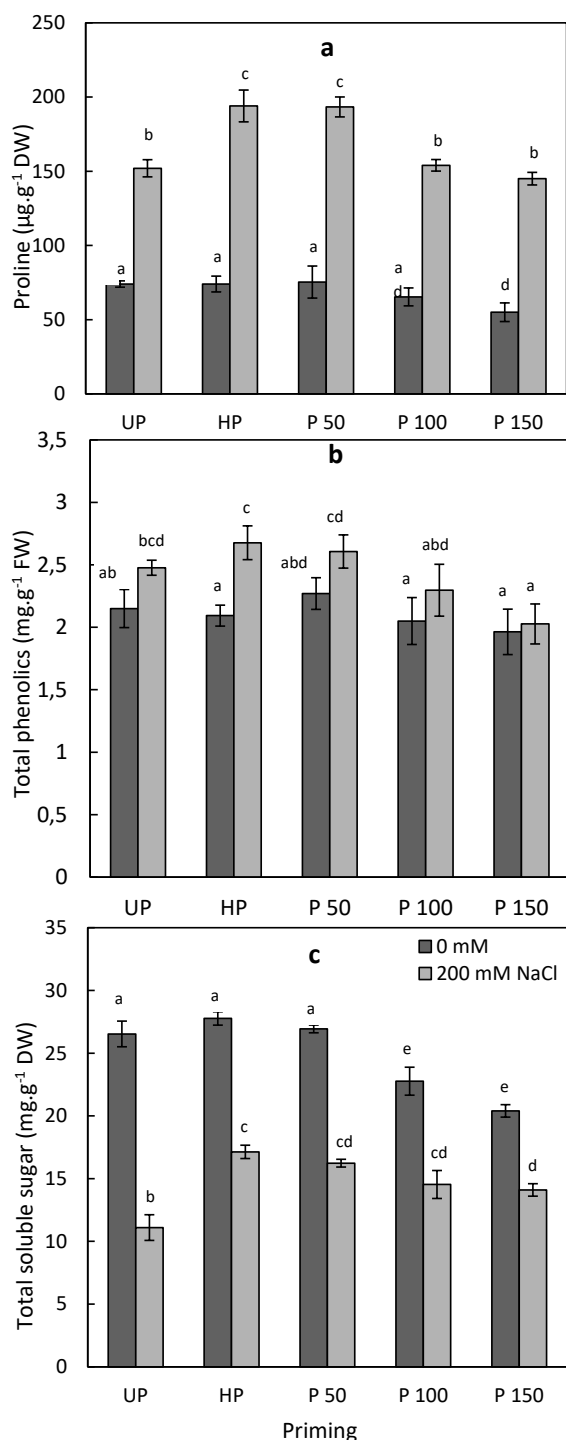 a
Proline (µg.g⁻¹ DW)
250
200
150
100
50
0
a
b
a
c
a
c
a
d
b
d
b
UP HP P 50 P 100 P 150
b
Total phenolics (mg.g⁻¹ FW)
3,5
3
2,5
2
1,5
1
0,5
0
ab
bcd
a
c
abd
cd
a
abd
a
a
UP HP P 50 P 100 P 150
c
0 mM
200 mM NaCl
Total soluble sugar (mg.g⁻¹ DW)
35
30
25
20
15
10
5
0
a
b
a
c
a
cd
e
cd
e
d
UP HP P 50 P 100 P 150
Priming